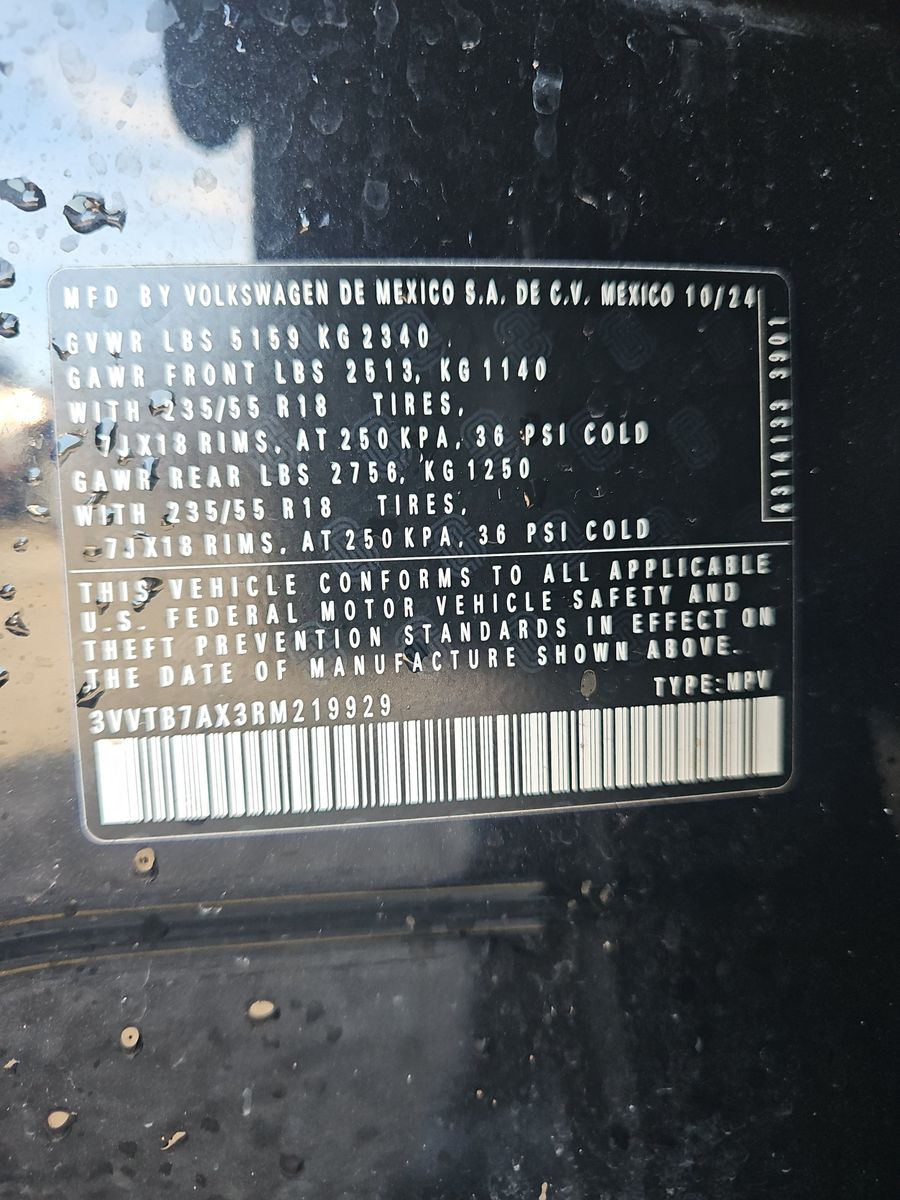 MFD BY VOLKSWAGEN DE MEXICO S.A. DE C.V. MEXICO 10/24
GVWR LBS 5159 KG 2340
GAWR FRONT LBS 2513, KG 1140
WITH 235/55 R18 TIRES,
7JX18 RIMS, AT 250 KPA, 36 PSI COLD
GAWR REAR LBS 2756, KG 1250
WITH 235/55 R18 TIRES,
7JX18 RIMS, AT 250 KPA, 36 PSI COLD
4314133 3901
THIS VEHICLE CONFORMS TO ALL APPLICABLE
U.S. FEDERAL MOTOR VEHICLE SAFETY AND
THEFT PREVENTION STANDARDS IN EFFECT ON
THE DATE OF MANUFACTURE SHOWN ABOVE.
TYPE:MPV
3VVTB7AX3RM219929